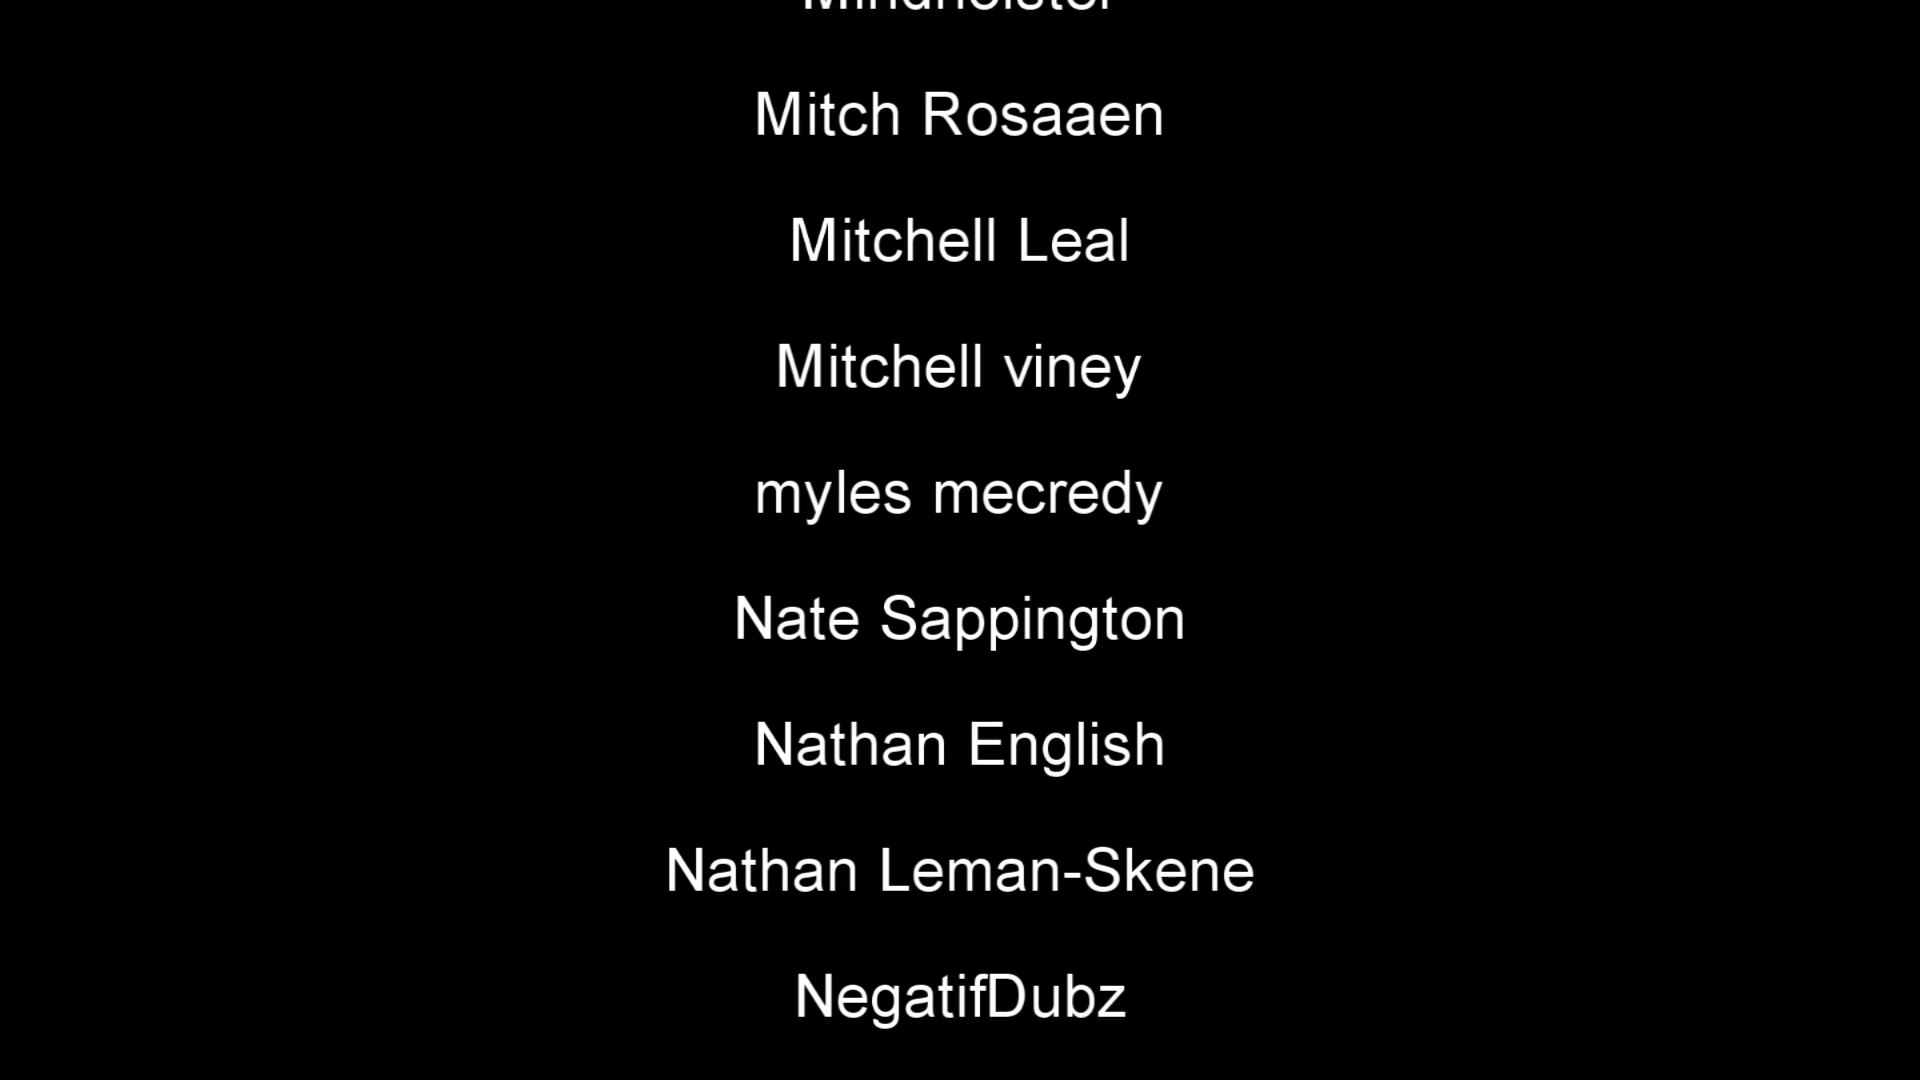 Mitch Rosaaen
Mitchell Leal
Mitchell viney
myles mecredy
Nate Sappington
Nathan English
Nathan Leman-Skene
NegatifDubz